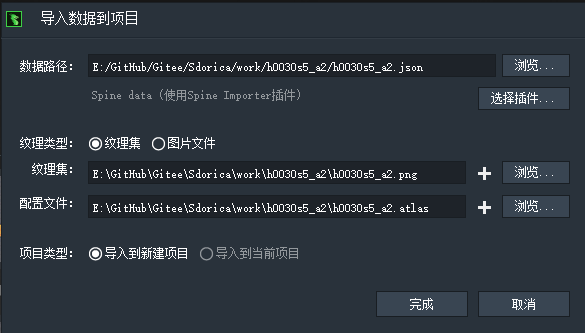 导入数据到项目
数据路径: E:/GitHub/Gitee/Sdorica/work/h0030s5_a2/h0030s5_a2.json 浏览...
Spine data (使用Spine Importer插件) 选择插件...
纹理类型: 纹理集 图片文件
纹理集: E:\GitHub\Gitee\Sdorica\work\h0030s5_a2\h0030s5_a2.png + 浏览...
配置文件: E:\GitHub\Gitee\Sdorica\work\h0030s5_a2\h0030s5_a2.atlas + 浏览...
项目类型: 导入到新建项目 导入到当前项目
完成 取消